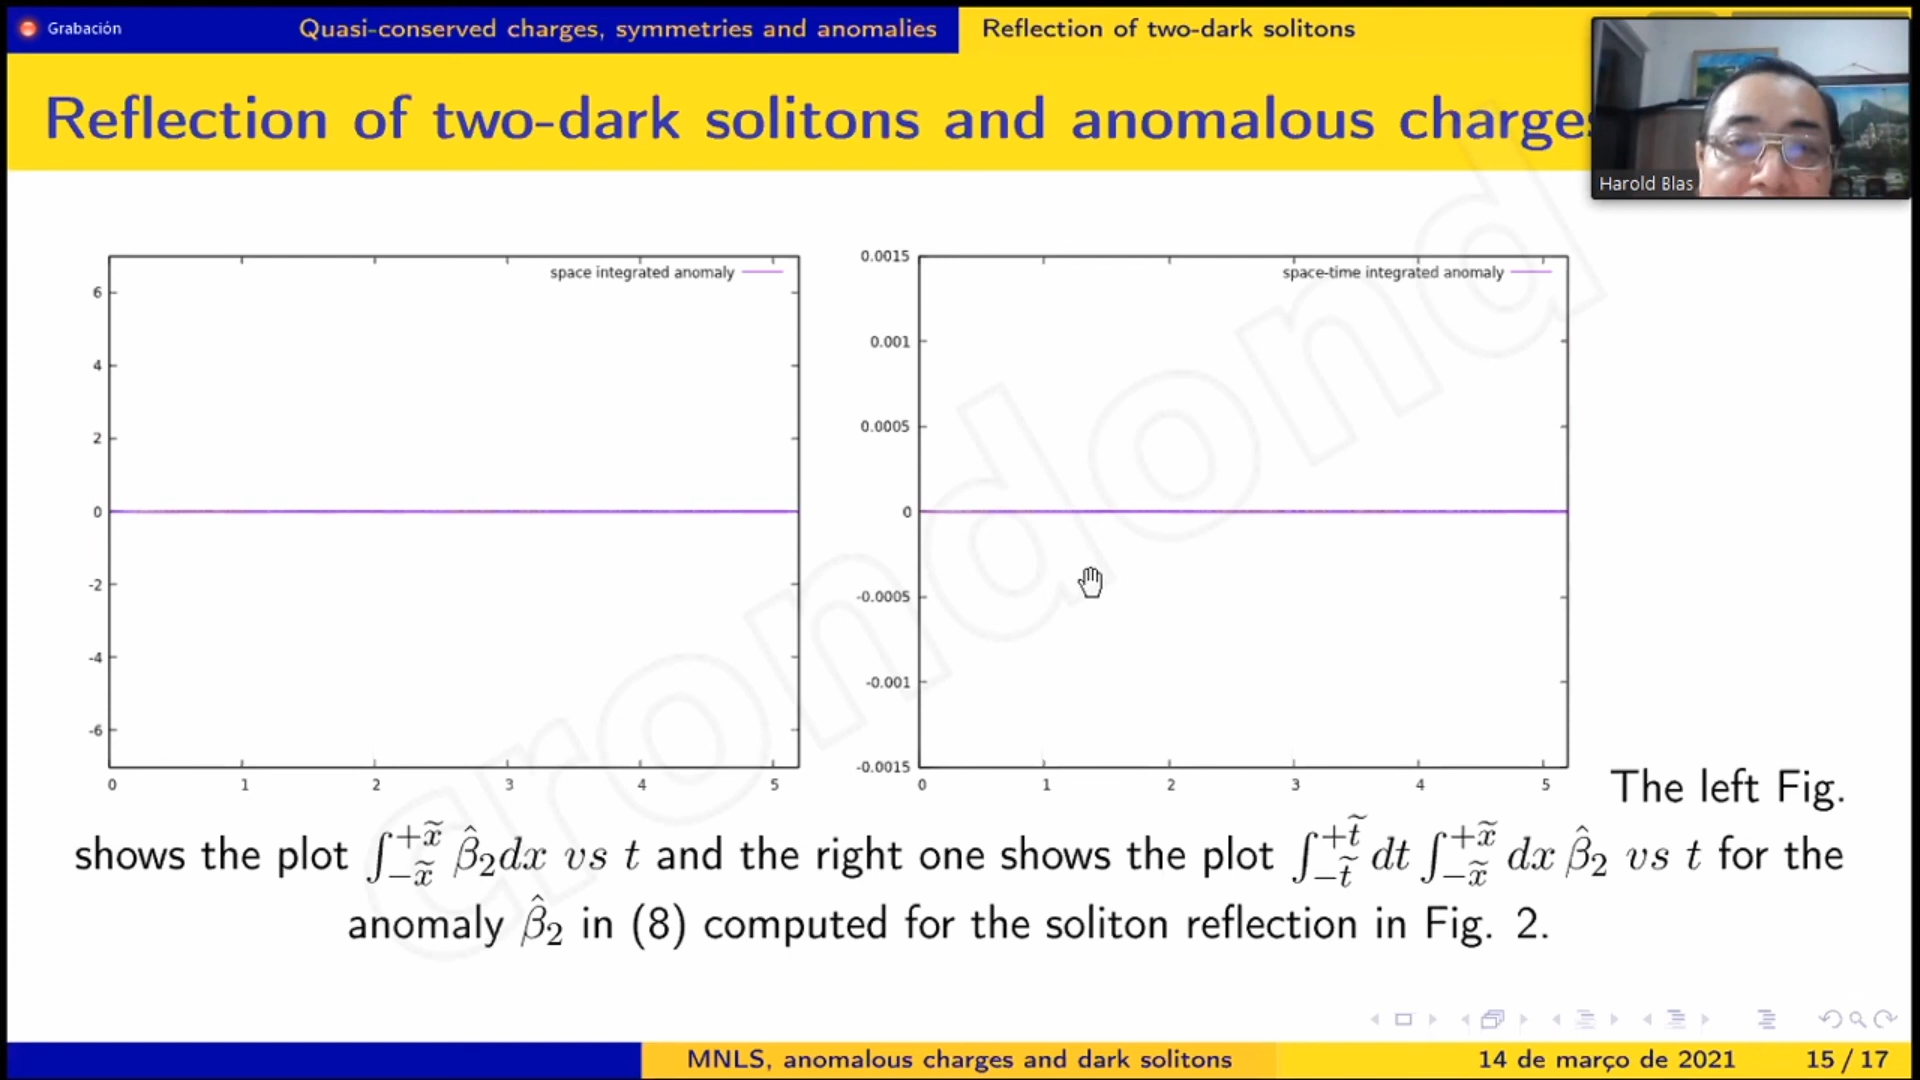 Grabación
Quasi-conserved charges, symmetries and anomalies
Reflection of two-dark solitons
Reflection of two-dark solitons and anomalous charges
Harold Blas
space integrated anomaly
6
4
2
0
-2
-4
-6
0 1 2 3 4 5
space-time integrated anomaly
0.0015
0.001
0.0005
0
-0.0005
-0.001
-0.0015
0 1 2 3 4 5
The left Fig.
shows the plot ∫_{−x̃}^{+x̃} β̂₂dx vs t and the right one shows the plot ∫_{−t̃}^{+t̃} dt ∫_{−x̃}^{+x̃} dx β̂₂ vs t for the
anomaly β̂₂ in (8) computed for the soliton reflection in Fig. 2.
crondond
MNLS, anomalous charges and dark solitons
14 de março de 2021
15 / 17